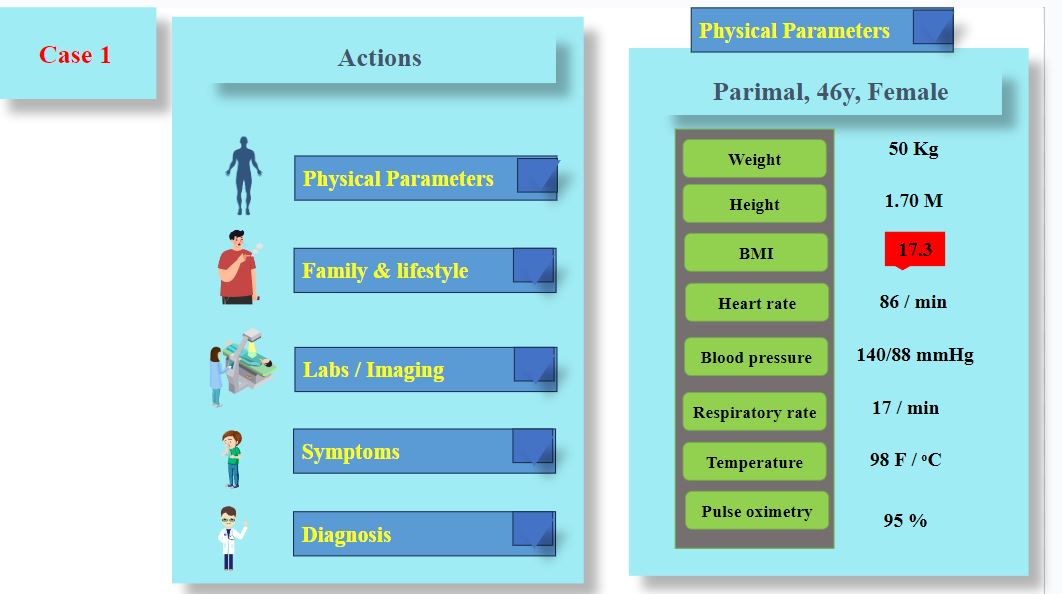 Case 1
Actions
Physical Parameters
Family & lifestyle
Labs / Imaging
Symptoms
Diagnosis
Physical Parameters
Parimal, 46y, Female
Weight 50 Kg
Height 1.70 M
BMI 17.3
Heart rate 86 / min
Blood pressure 140/88 mmHg
Respiratory rate 17 / min
Temperature 98 F / ᵒC
Pulse oximetry 95 %